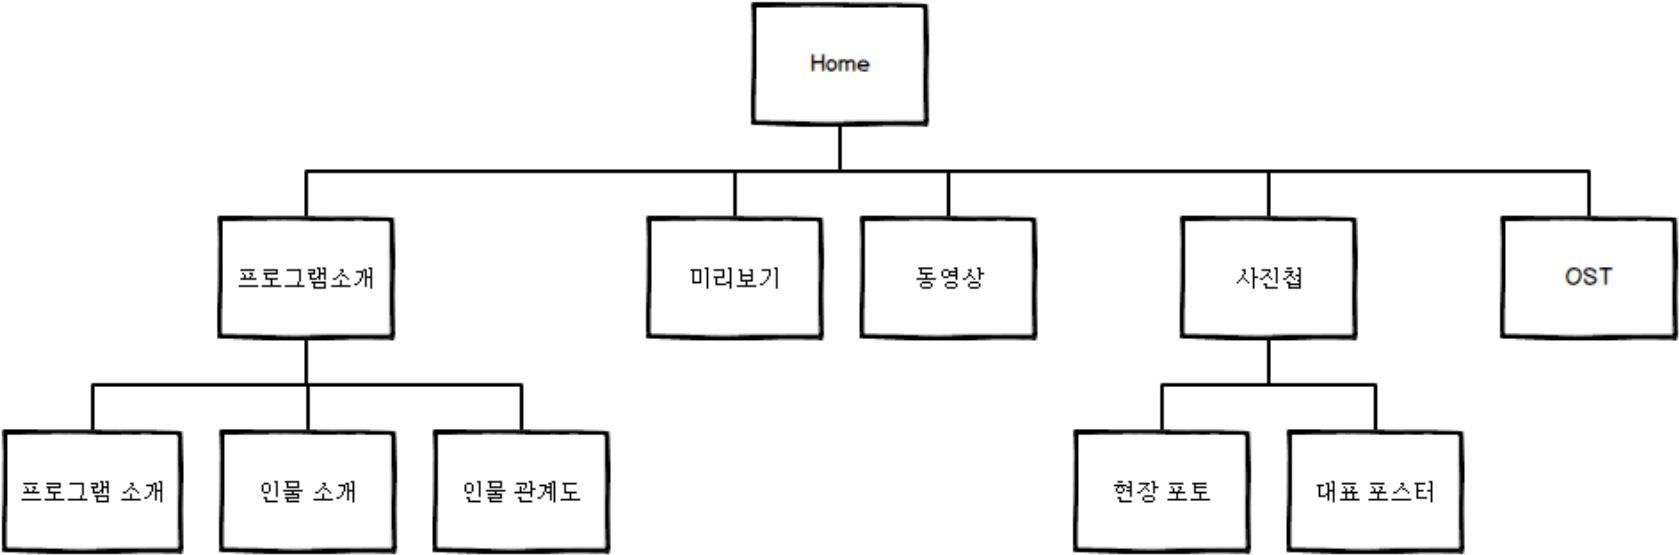 Home
프로그램소개
미리보기
동영상
사진첩
OST
프로그램 소개
인물 소개
인물 관계도
현장 포토
대표 포스터